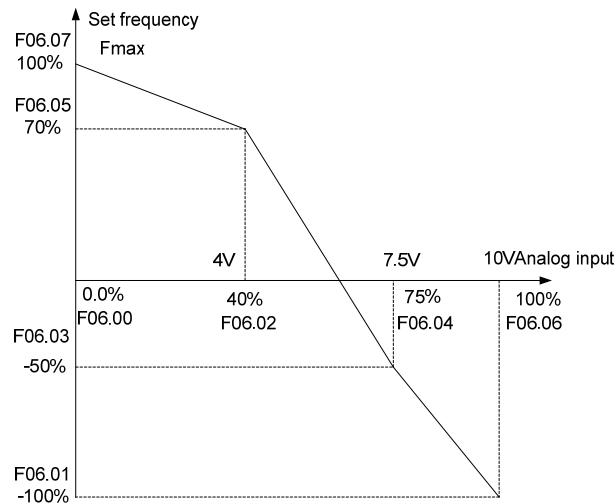 Set frequency
F06.07
Fmax
100%
F06.05
70%
4V
7.5V
10VAnalog input
0.0%
40%
75%
100%
F06.00
F06.02
F06.04
F06.06
F06.03
-50%
F06.01
-100%